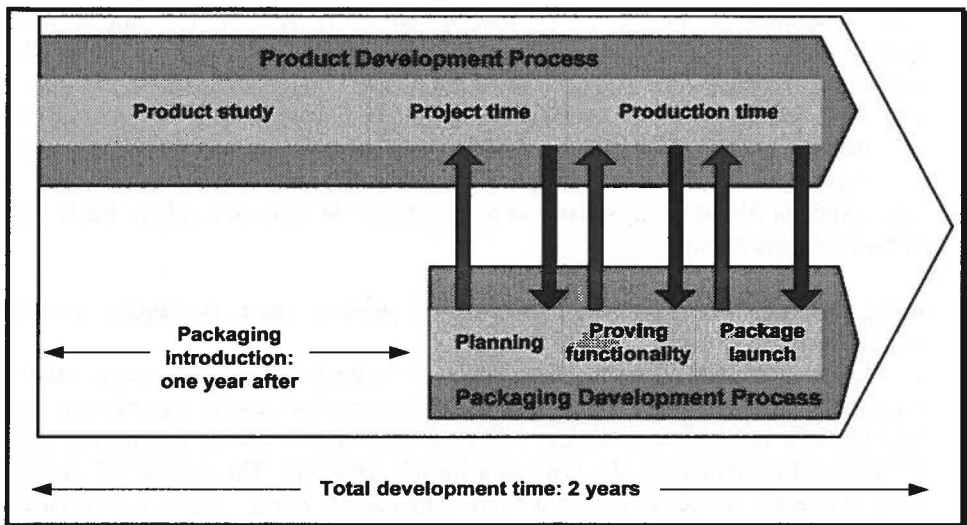 Product Development Process
Product study
Project time
Production time
Packaging
introduction:
one year after
Planning
Proving
functionality
Package
launch
Packaging Development Process
Total development time: 2 years